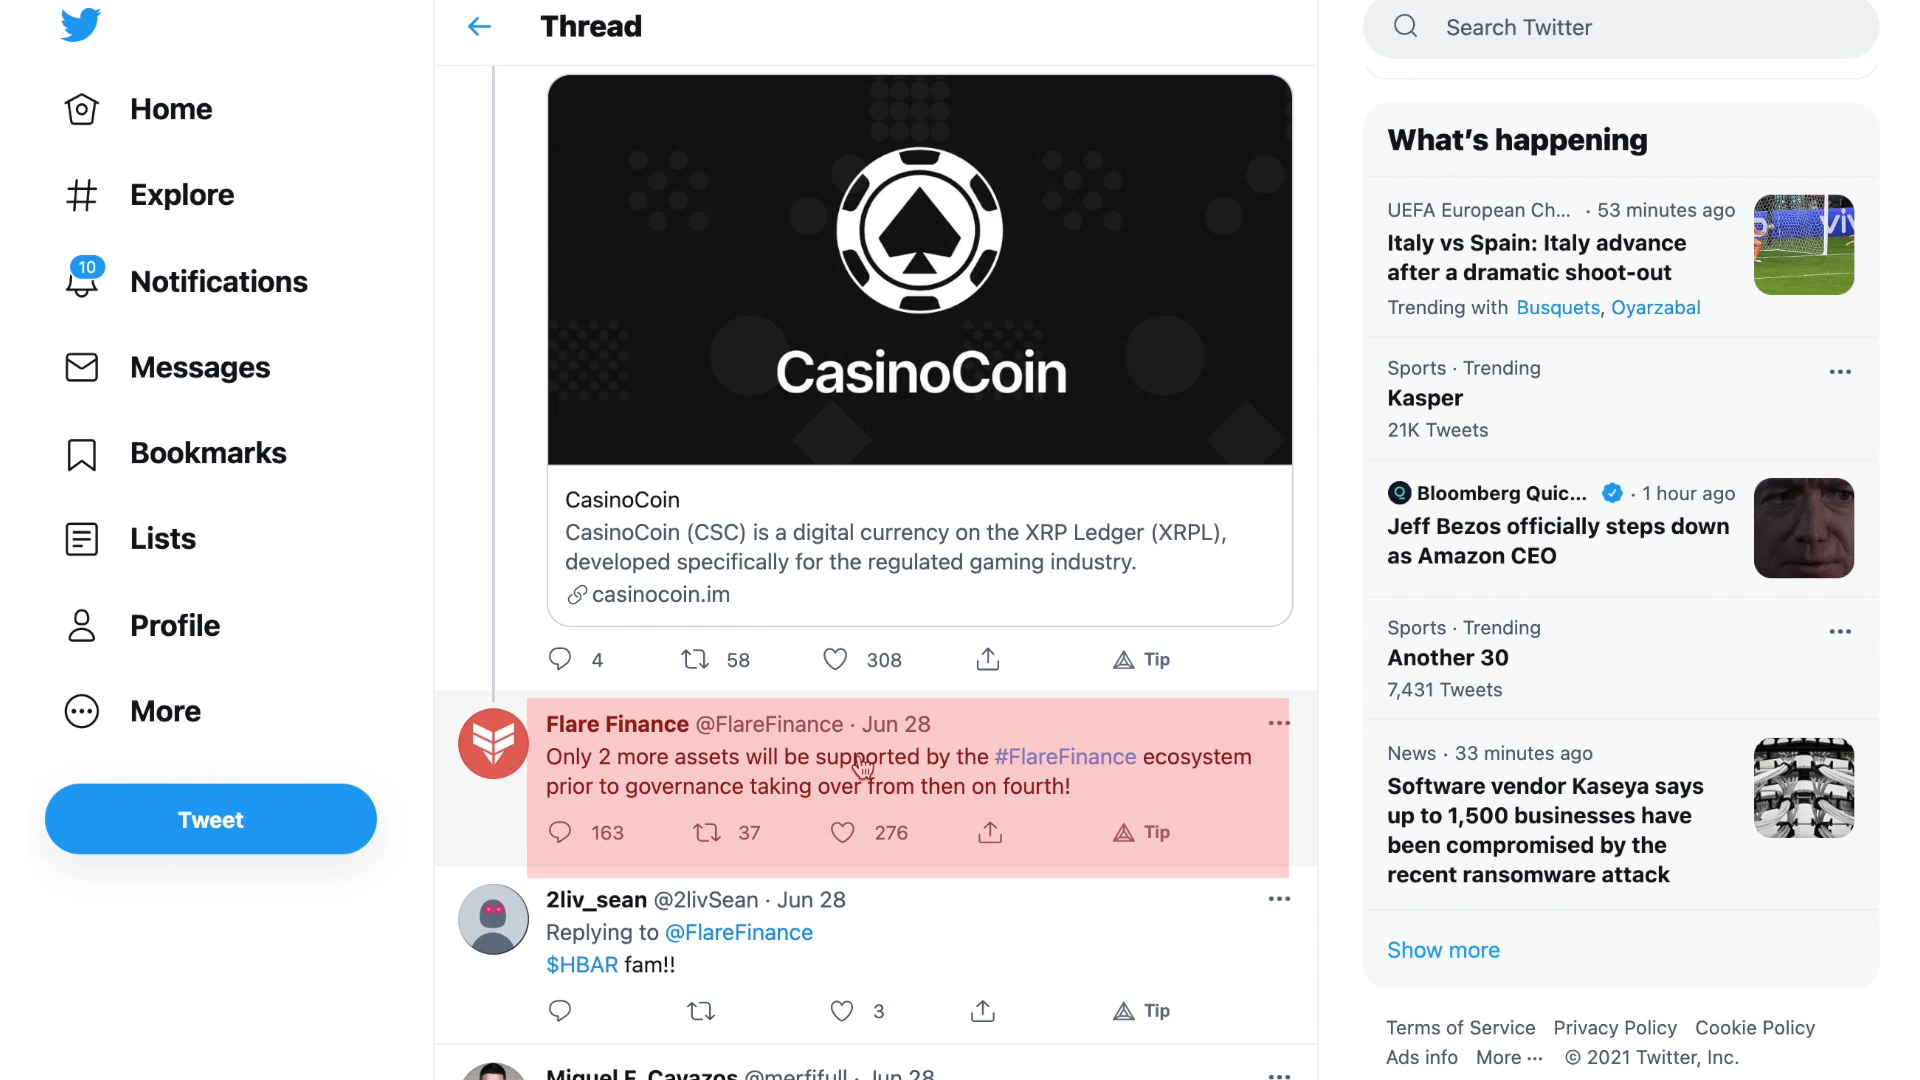 Home
Explore
10
Notifications
Messages
Bookmarks
Lists
Profile
More
Tweet
Thread
CasinoCoin
CasinoCoin
CasinoCoin (CSC) is a digital currency on the XRP Ledger (XRPL),
developed specifically for the regulated gaming industry.
casinocoin.im
4 58 308 Tip
Flare Finance @FlareFinance · Jun 28
Only 2 more assets will be supported by the #FlareFinance ecosystem
prior to governance taking over from then on fourth!
163 37 276 Tip
2liv_sean @2livSean · Jun 28
Replying to @FlareFinance
$HBAR fam!!
3 Tip
Miguel F. Cavazos @merfifull · Jun 28
Search Twitter
What's happening
UEFA European Ch... · 53 minutes ago
Italy vs Spain: Italy advance
after a dramatic shoot-out
Trending with Busquets, Oyarzabal
Sports · Trending
Kasper
21K Tweets
Bloomberg Quic... · 1 hour ago
Jeff Bezos officially steps down
as Amazon CEO
Sports · Trending
Another 30
7,431 Tweets
News · 33 minutes ago
Software vendor Kaseya says
up to 1,500 businesses have
been compromised by the
recent ransomware attack
Show more
Terms of Service Privacy Policy Cookie Policy
Ads info More ··· © 2021 Twitter, Inc.